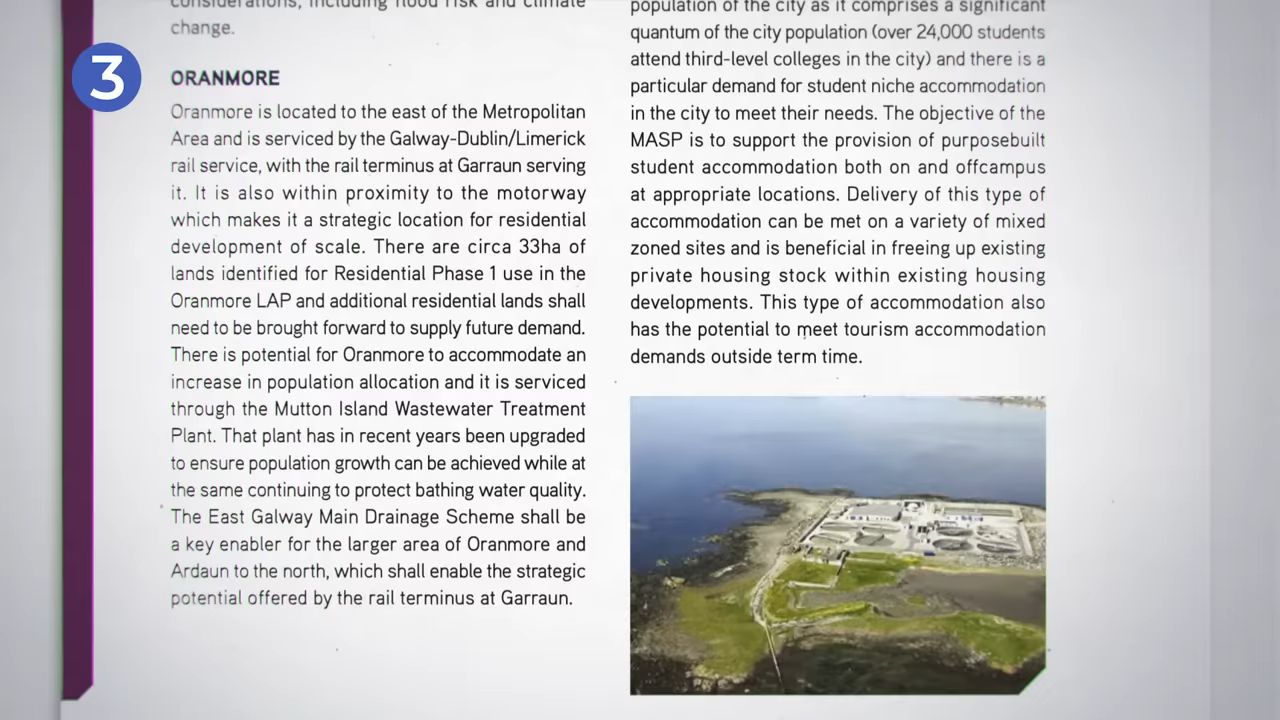 considerations, including flood risk and climate
change.
3
ORANMORE
Oranmore is located to the east of the Metropolitan
Area and is serviced by the Galway-Dublin/Limerick
rail service, with the rail terminus at Garraun serving
it. It is also within proximity to the motorway
which makes it a strategic location for residential
development of scale. There are circa 33ha of
lands identified for Residential Phase 1 use in the
Oranmore LAP and additional residential lands shall
need to be brought forward to supply future demand.
There is potential for Oranmore to accommodate an
increase in population allocation and it is serviced
through the Mutton Island Wastewater Treatment
Plant. That plant has in recent years been upgraded
to ensure population growth can be achieved while at
the same continuing to protect bathing water quality.
The East Galway Main Drainage Scheme shall be
a key enabler for the larger area of Oranmore and
Ardaun to the north, which shall enable the strategic
potential offered by the rail terminus at Garraun.
population of the city as it comprises a significant
quantum of the city population (over 24,000 students
attend third-level colleges in the city) and there is a
particular demand for student niche accommodation
in the city to meet their needs. The objective of the
MASP is to support the provision of purposebuilt
student accommodation both on and offcampus
at appropriate locations. Delivery of this type of
accommodation can be met on a variety of mixed
zoned sites and is beneficial in freeing up existing
private housing stock within existing housing
developments. This type of accommodation also
has the potential to meet tourism accommodation
demands outside term time.